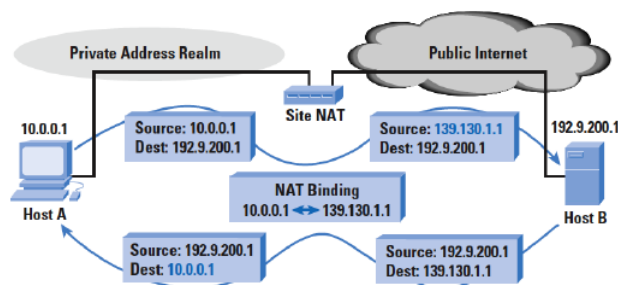 Private Address Realm
Public Internet
Site NAT
10.0.0.1
192.9.200.1
Source: 10.0.0.1
Dest: 192.9.200.1
Source: 139.130.1.1
Dest: 192.9.200.1
NAT Binding
10.0.0.1 ↔ 139.130.1.1
Host A
Host B
Source: 192.9.200.1
Dest: 10.0.0.1
Source: 192.9.200.1
Dest: 139.130.1.1